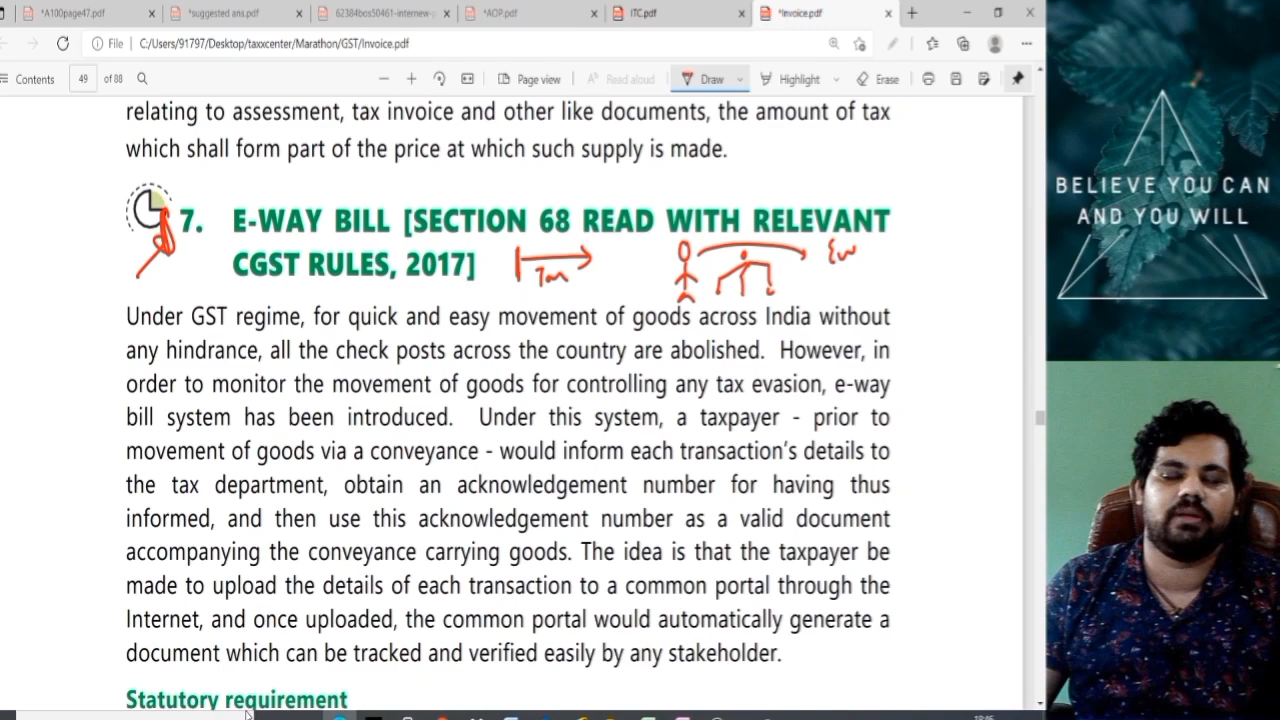 *A100page47.pdf
*suggested ans.pdf
62384bos50461-internew-p
*AOP.pdf
ITC.pdf
*Invoice.pdf
File
C:/Users/91797/Desktop/taxxcenter/Marathon/GST/Invoice.pdf
Contents
49 of 88
Page view
Read aloud
Draw
Highlight
Erase
relating to assessment, tax invoice and other like documents, the amount of tax
which shall form part of the price at which such supply is made.
7. E-WAY BILL [SECTION 68 READ WITH RELEVANT
CGST RULES, 2017]
Under GST regime, for quick and easy movement of goods across India without
any hindrance, all the check posts across the country are abolished. However, in
order to monitor the movement of goods for controlling any tax evasion, e-way
bill system has been introduced. Under this system, a taxpayer - prior to
movement of goods via a conveyance - would inform each transaction's details to
the tax department, obtain an acknowledgement number for having thus
informed, and then use this acknowledgement number as a valid document
accompanying the conveyance carrying goods. The idea is that the taxpayer be
made to upload the details of each transaction to a common portal through the
Internet, and once uploaded, the common portal would automatically generate a
document which can be tracked and verified easily by any stakeholder.
Statutory requirement
BELIEVE YOU CAN
AND YOU WILL